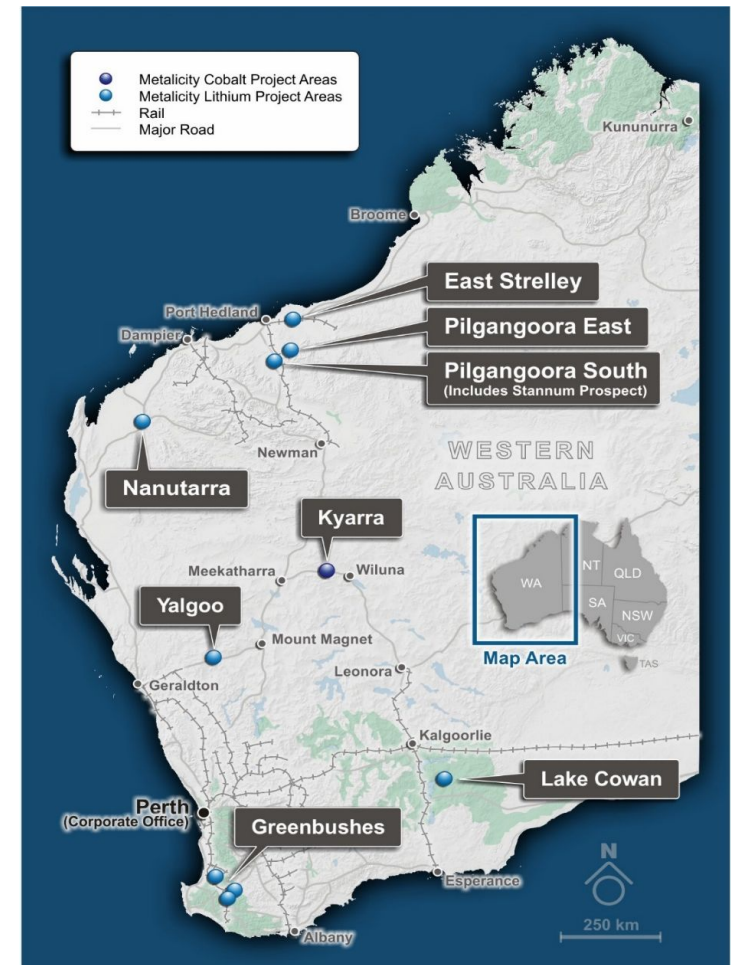 Metalicity Cobalt Project Areas
Metalicity Lithium Project Areas
Rail
Major Road
Kununurra
Broome
East Strelley
Port Hedland
Pilgangoora East
Dampier
Pilgangoora South
(Includes Stannum Prospect)
Newman
WESTERN
AUSTRALIA
Nanutarra
Kyarra
Meekatharra
Wiluna
WA
NT
QLD
SA
NSW
VIC
TAS
Map Area
Yalgoo
Mount Magnet
Leonora
Geraldton
Kalgoorlie
Lake Cowan
Perth
(Corporate Office)
Greenbushes
Esperance
Albany
N
250 km